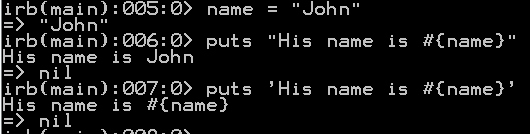 irb(main):005:0> name = "John"
=> "John"
irb(main):006:0> puts "His name is #{name}"
His name is John
=> nil
irb(main):007:0> puts 'His name is #{name}'
His name is #{name}
=> nil